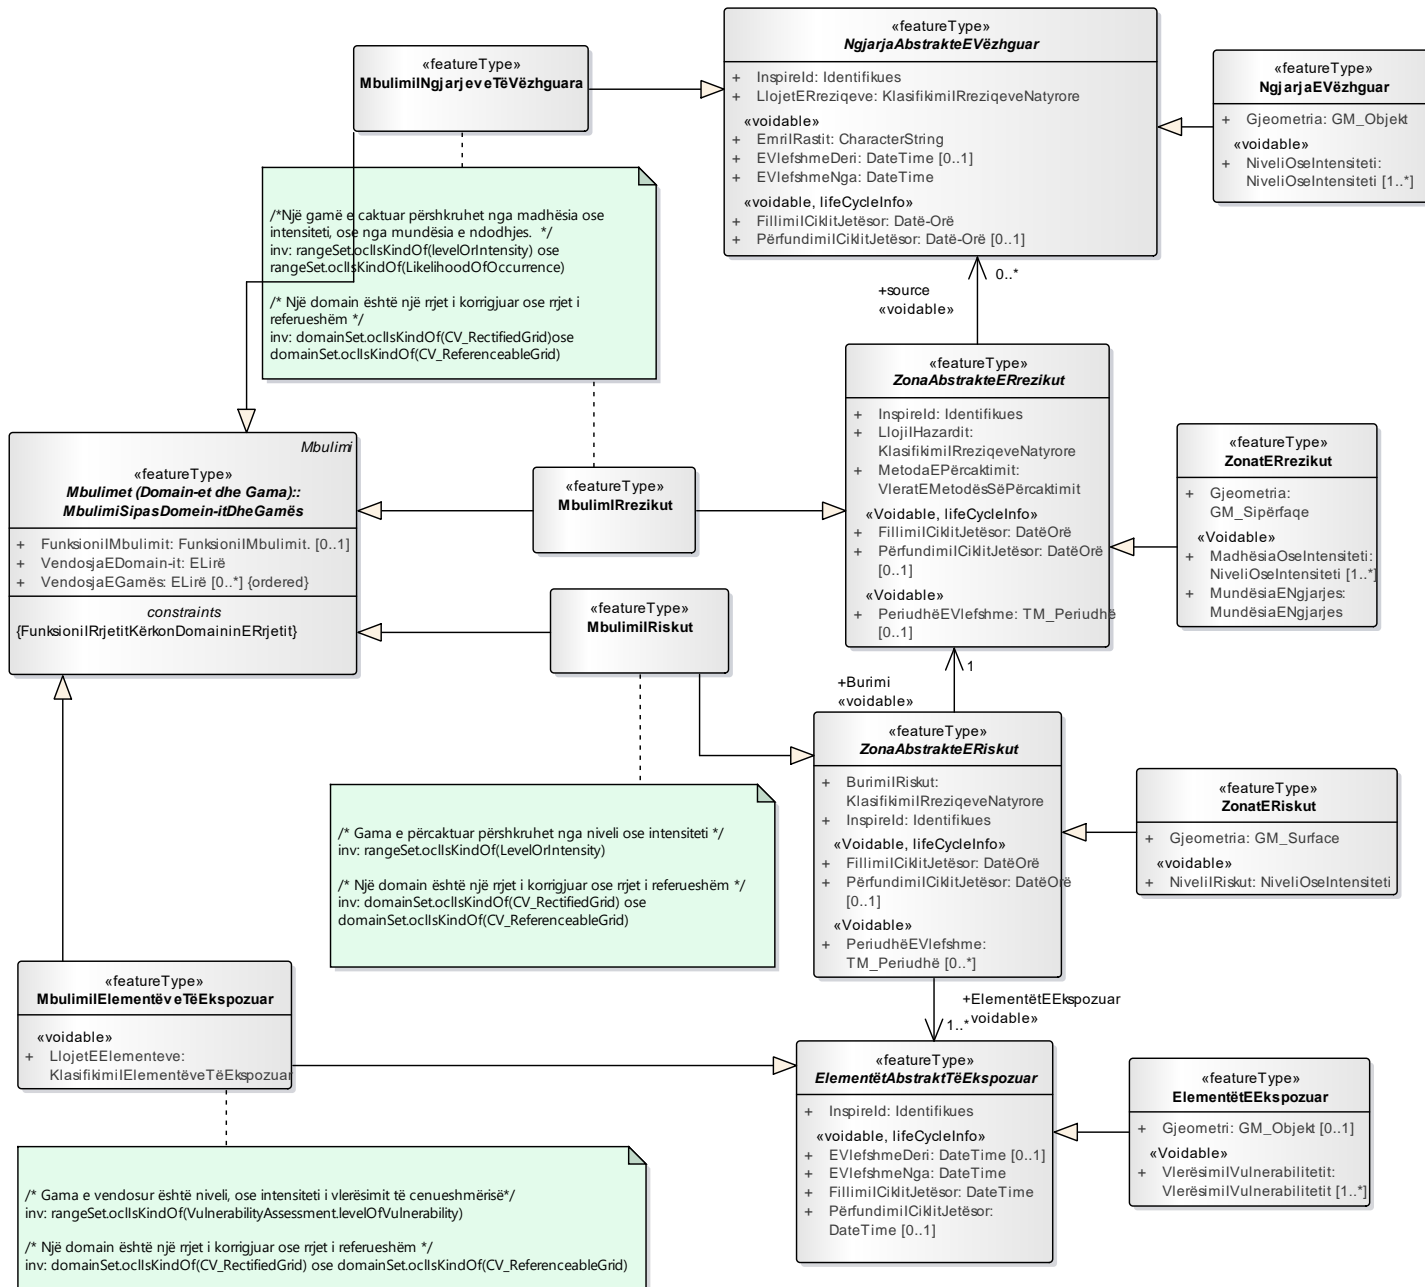 «featureType»
NgjarjaAbstrakteEVëzhguar
+ InspireId: Identifikues
+ LlojetERreziqeve: KlasifikimiIRreziqeveNatyrore
«voidable»
+ EmriIRastit: CharacterString
+ EVlefshmeDeri: DateTime [0..1]
+ EVlefshmeNga: DateTime
«voidable, lifeCycleInfo»
+ FillimiICiklitJetësor: Datë-Orë
+ PërfundimiICiklitJetësor: Datë-Orë [0..1]
«featureType»
MbulimiINgjarjeveTëVëzhguara
«featureType»
NgjarjaEVëzhguar
+ Gjeometria: GM_Objekt
«voidable»
+ NiveliOseIntensiteti:
NiveliOseIntensiteti [1..*]
/*Një gamë e caktuar përshkruhet nga madhësia ose
intensiteti, ose nga mundësia e ndodhjes. */
inv: rangeSet.oclIsKindOf(levelOrIntensity) ose
rangeSet.oclIsKindOf(LikelihoodOfOccurrence)
/* Një domain është një rrjet i korrigjuar ose rrjet i
referueshëm */
inv: domainSet.oclIsKindOf(CV_RectifiedGrid)ose
domainSet.oclIsKindOf(CV_ReferenceableGrid)
0..*
+source
«voidable»
«featureType»
ZonaAbstrakteERrezikut
+ InspireId: Identifikues
+ LlojiIHazardit:
KlasifikimiIRreziqeveNatyrore
+ MetodaEPërcaktimit:
VleratEMetodësSëPërcaktimit
«Voidable, lifeCycleInfo»
+ FillimiICiklitJetësor: DatëOrë
+ PërfundimiICiklitJetësor: DatëOrë
[0..1]
«Voidable»
+ PeriudhëEVlefshme: TM_Periudhë
[0..1]
«featureType»
ZonatERrezikut
+ Gjeometria:
GM_Sipërfaqe
«Voidable»
+ MadhësiaOseIntensiteti:
NiveliOseIntensiteti [1..*]
+ MundësiaENgjarjes:
MundësiaENgjarjes
Mbulimi
«featureType»
Mbulimet (Domain-et dhe Gama)::
MbulimiSipasDomein-itDheGamës
+ FunksioniIMbulimit: FunksioniIMbulimit. [0..1]
+ VendosjaEDomain-it: ELirë
+ VendosjaEGamës: ELirë [0..*] {ordered}
constraints
{FunksioniIRrjetitKërkonDomaininERrjetit}
«featureType»
MbulimIRrezikut
«featureType»
MbulimiIRiskut
1
+Burimi
«voidable»
«featureType»
ZonaAbstrakteERiskut
+ BurimiIRiskut:
KlasifikimiIRreziqeveNatyrore
+ InspireId: Identifikues
«Voidable, lifeCycleInfo»
+ FillimiICiklitJetësor: DatëOrë
+ PërfundimiICiklitJetësor: DatëOrë
[0..1]
«Voidable»
+ PeriudhëEVlefshme:
TM_Periudhë [0..*]
«featureType»
ZonatERiskut
+ Gjeometria: GM_Surface
«voidable»
+ NiveliIRiskut: NiveliOseIntensiteti
/* Gama e përcaktuar përshkruhet nga niveli ose intensiteti */
inv: rangeSet.oclIsKindOf(LevelOrIntensity)
/* Një domain është një rrjet i korrigjuar ose rrjet i referueshëm */
inv: domainSet.oclIsKindOf(CV_RectifiedGrid) ose
domainSet.oclIsKindOf(CV_ReferenceableGrid)
«featureType»
MbulimiIElementëveTëEkspozuar
«voidable»
+ LlojetEElementeve:
KlasifikimiIElementëveTëEkspozuar
+ElementëtEEkspozuar
voidable»
1..*
«featureType»
ElementëtAbstraktTëEkspozuar
+ InspireId: Identifikues
«voidable, lifeCycleInfo»
+ EVlefshmeDeri: DateTime [0..1]
+ EVlefshmeNga: DateTime
+ FillimiICiklitJetësor: DateTime
+ PërfundimiICiklitJetësor:
DateTime [0..1]
«featureType»
ElementëtEEkspozuar
+ Gjeometri: GM_Objekt [0..1]
«Voidable»
+ VlerësimiIVulnerabilitetit:
VlerësimiIVulnerabilitetit [1..*]
/* Gama e vendosur është niveli, ose intensiteti i vlerësimit të cenueshmërisë*/
inv: rangeSet.oclIsKindOf(VulnerabilityAssessment.levelOfVulnerability)
/* Një domain është një rrjet i korrigjuar ose rrjet i referueshëm */
inv: domainSet.oclIsKindOf(CV_RectifiedGrid) ose domainSet.oclIsKindOf(CV_ReferenceableGrid)